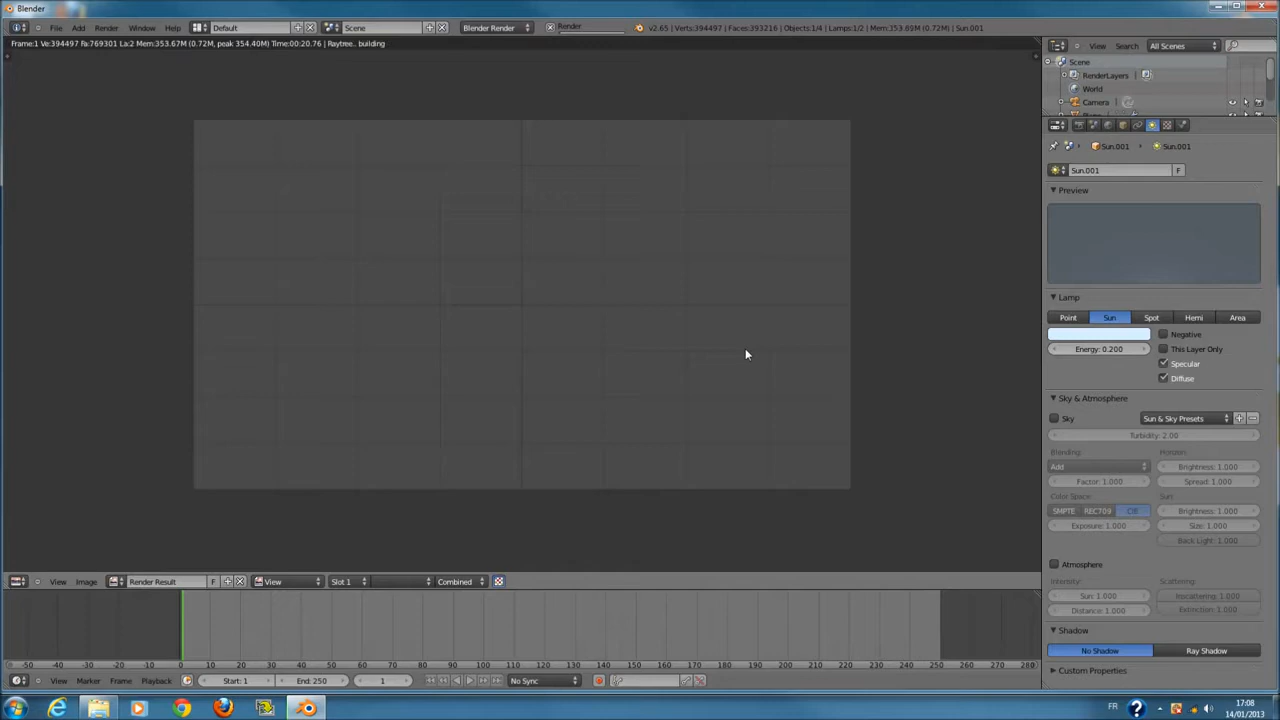 Blender
File Add Render Window Help Default Scene Blender Render Render v2.65 | Verts:394497 | Faces:393216 | Objects:1/4 | Lamps:1/2 | Mem:353.89M (0.72M) | Sun.001
Frame:1 Ve:394497 Fa:769301 La:2 Mem:353.67M (0.72M, peak 354.40M) Time:00:20.76 | Raytree.. building
View Search All Scenes
Scene
RenderLayers
World
Camera
Sun.001 Sun.001
Sun.001 F
Preview
Lamp
Point Sun Spot Hemi Area
Negative
Energy: 0.200 This Layer Only
Specular
Diffuse
Sky & Atmosphere
Sky Sun & Sky Presets
Turbidity: 2.00
Blending: Horizon:
Add Brightness: 1.000
Factor: 1.000 Spread: 1.000
Color Space: Sun:
SMPTE REC709 CIE Brightness: 1.000
Exposure: 1.000 Size: 1.000
Back Light: 1.000
Atmosphere
Intensity: Scattering:
Sun: 1.000 Inscattering: 1.000
Distance: 1.000 Extinction: 1.000
Shadow
No Shadow Ray Shadow
Custom Properties
View Image Render Result F View Slot 1 Combined
-50 -40 -30 -20 -10 0 10 20 30 40 50 60 70 80 90 100 110 120 130 140 150 160 170 180 190 200 210 220 230 240 250 260 270 280
View Marker Frame Playback Start: 1 End: 250 1 No Sync
FR 17:08
14/01/2013